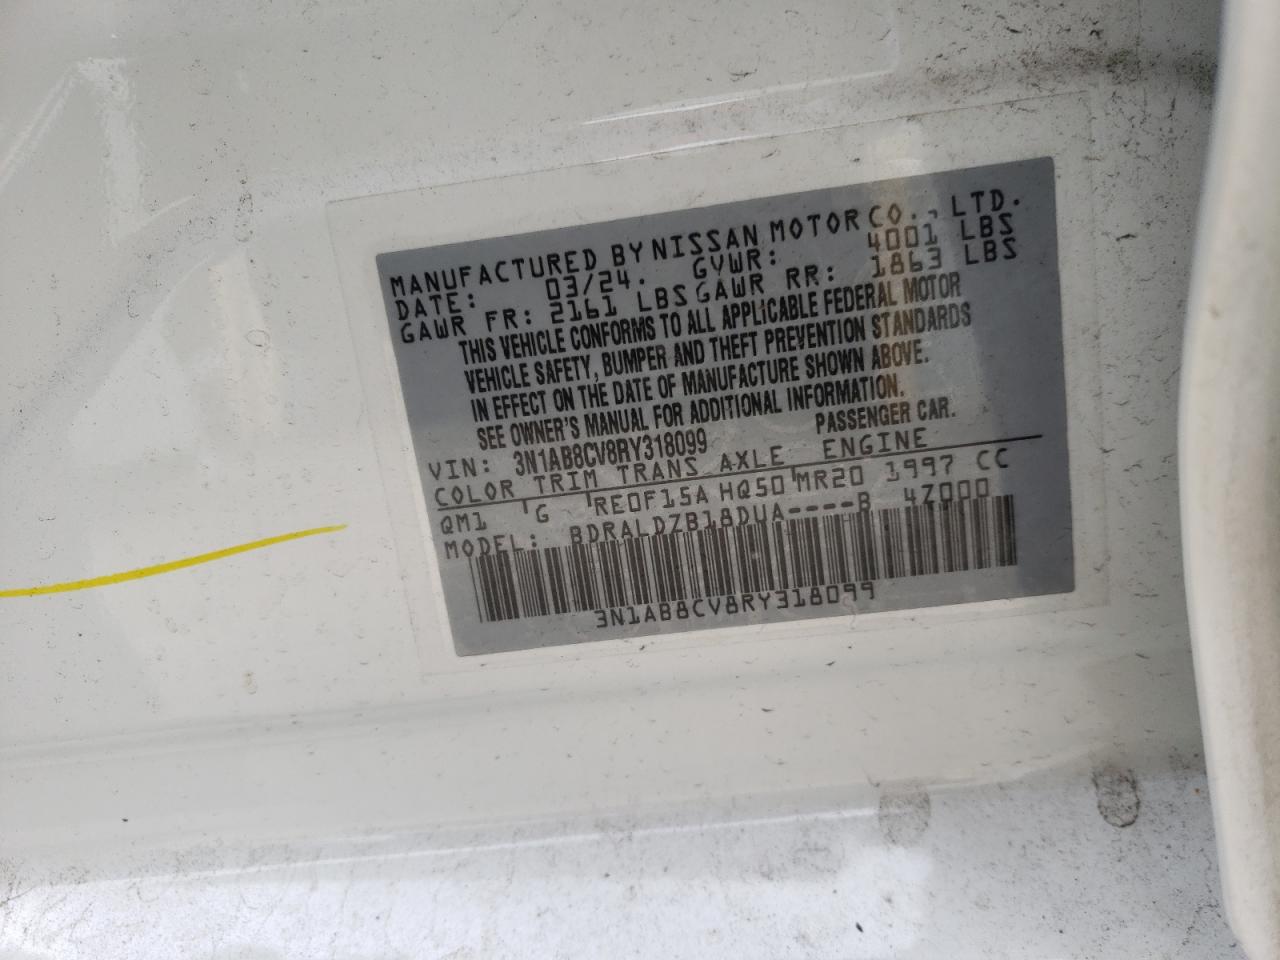 MANUFACTURED BY NISSAN MOTOR CO., LTD.
DATE: 03/24. GVWR: 4001 LBS
GAWR FR: 2161 LBS GAWR RR: 1863 LBS
THIS VEHICLE CONFORMS TO ALL APPLICABLE FEDERAL MOTOR
VEHICLE SAFETY, BUMPER AND THEFT PREVENTION STANDARDS
IN EFFECT ON THE DATE OF MANUFACTURE SHOWN ABOVE.
SEE OWNER'S MANUAL FOR ADDITIONAL INFORMATION.
VIN: 3N1AB8CV8RY318099 PASSENGER CAR.
COLOR TRIM TRANS AXLE ENGINE
QM1 G RE0F15A HQ50 MR20 1997 CC
MODEL: BDRALDZB18DUA----B 4Z000
3N1AB8CV8RY318099